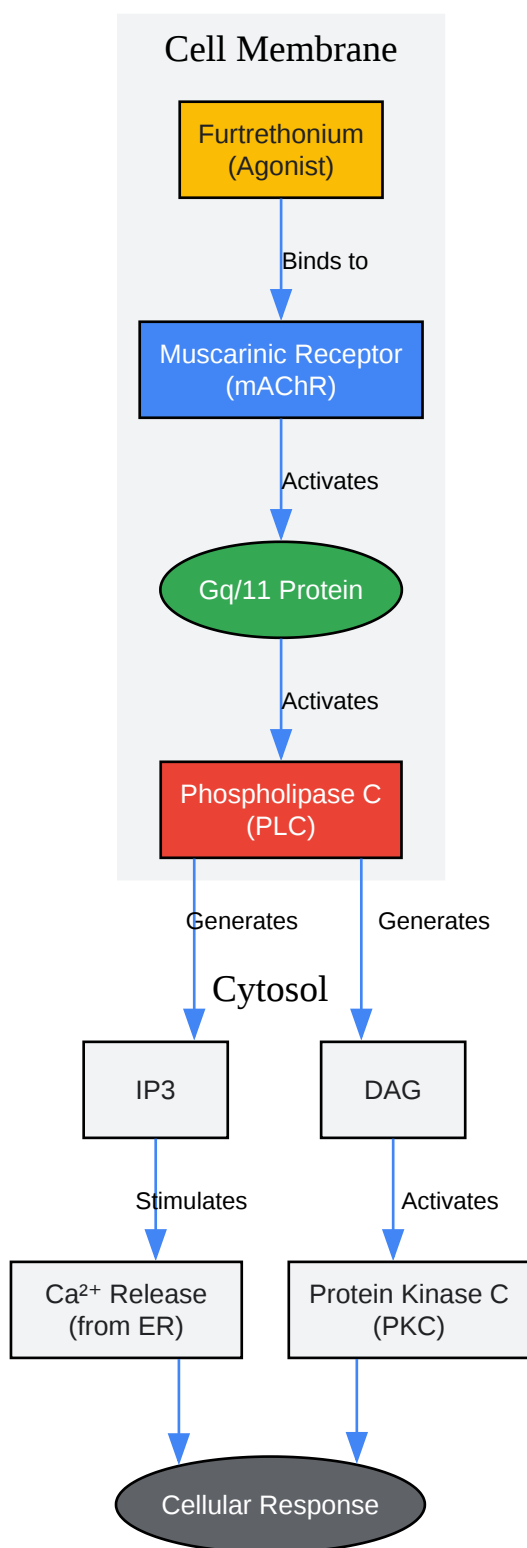 Cell Membrane
Furtrethonium
(Agonist)
Binds to
Muscarinic Receptor
(mAChR)
Activates
Gq/11 Protein
Activates
Phospholipase C
(PLC)
Generates
Generates
Cytosol
IP3
DAG
Stimulates
Activates
Ca²⁺ Release
(from ER)
Protein Kinase C
(PKC)
Cellular Response